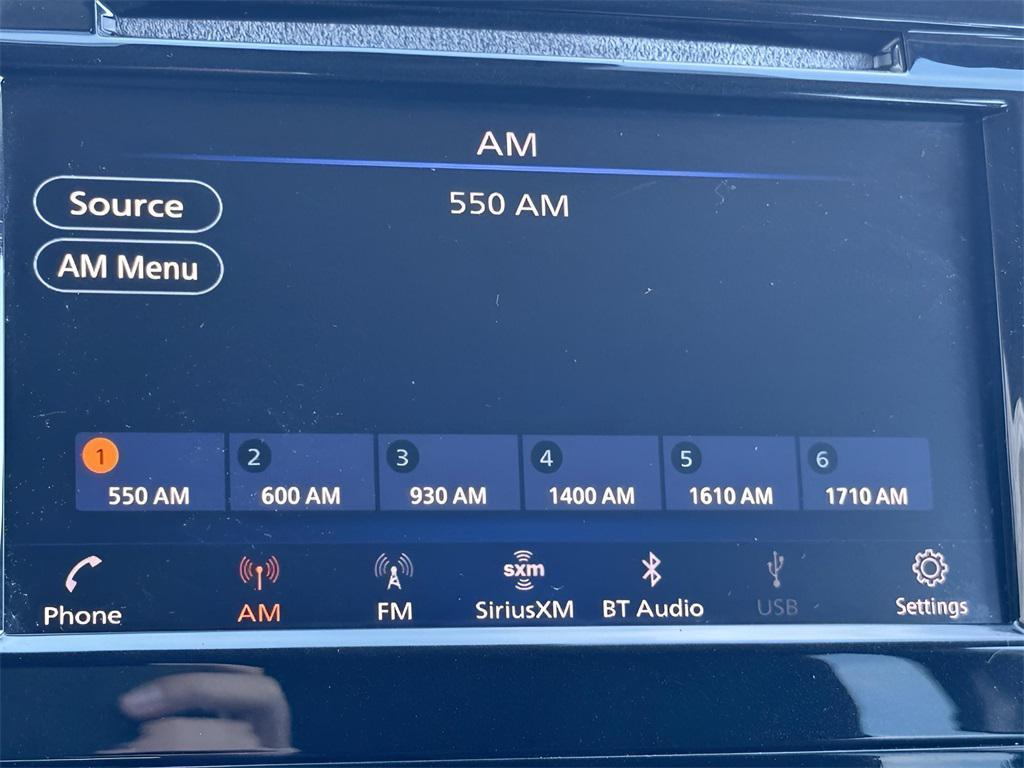 AM
550 AM
Source
AM Menu
1 2 3 4 5 6
550 AM 600 AM 930 AM 1400 AM 1610 AM 1710 AM
sxm
Phone AM FM SiriusXM BT Audio USB Settings